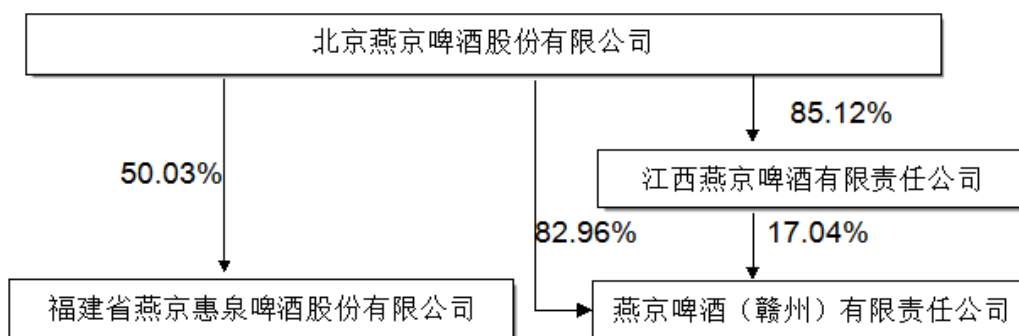 北京燕京啤酒股份有限公司
85.12%
50.03%
江西燕京啤酒有限责任公司
82.96%
17.04%
福建省燕京惠泉啤酒股份有限公司
燕京啤酒（赣州）有限责任公司